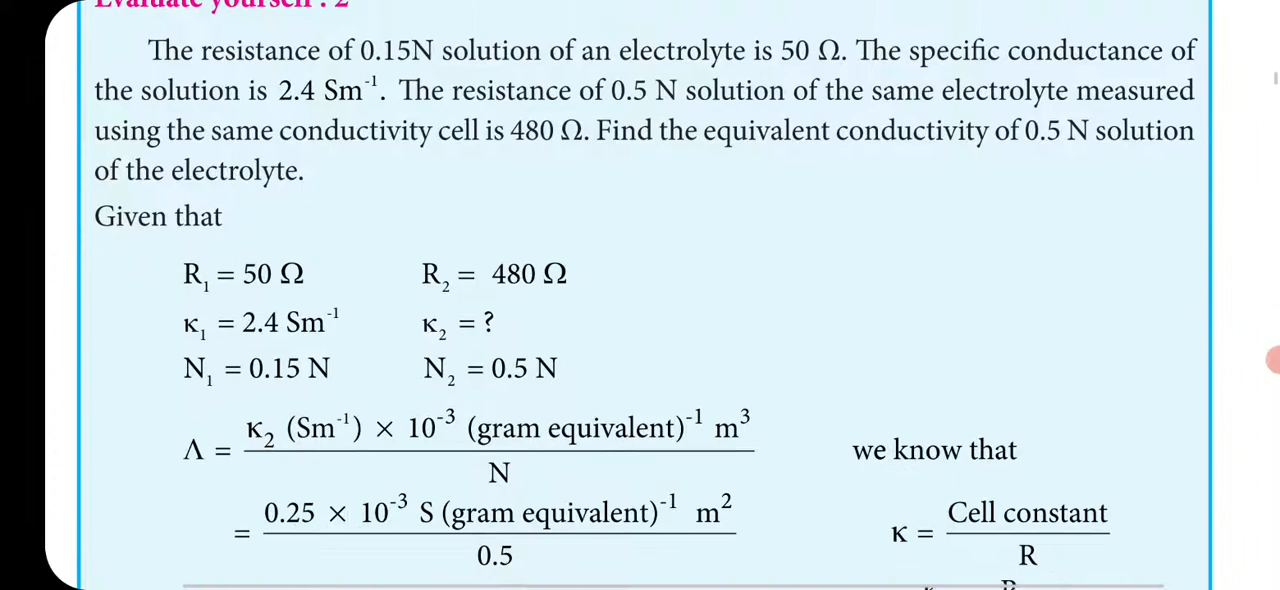 Evaluate yourself : 2
The resistance of 0.15N solution of an electrolyte is 50 Ω. The specific conductance of
the solution is 2.4 Sm⁻¹. The resistance of 0.5 N solution of the same electrolyte measured
using the same conductivity cell is 480 Ω. Find the equivalent conductivity of 0.5 N solution
of the electrolyte.
Given that
R₁ = 50 Ω R₂ = 480 Ω
κ₁ = 2.4 Sm⁻¹ κ₂ = ?
N₁ = 0.15 N N₂ = 0.5 N
Λ = κ₂ (Sm⁻¹) × 10⁻³ (gram equivalent)⁻¹ m³ / N we know that
= 0.25 × 10⁻³ S (gram equivalent)⁻¹ m² / 0.5 κ = Cell constant / R